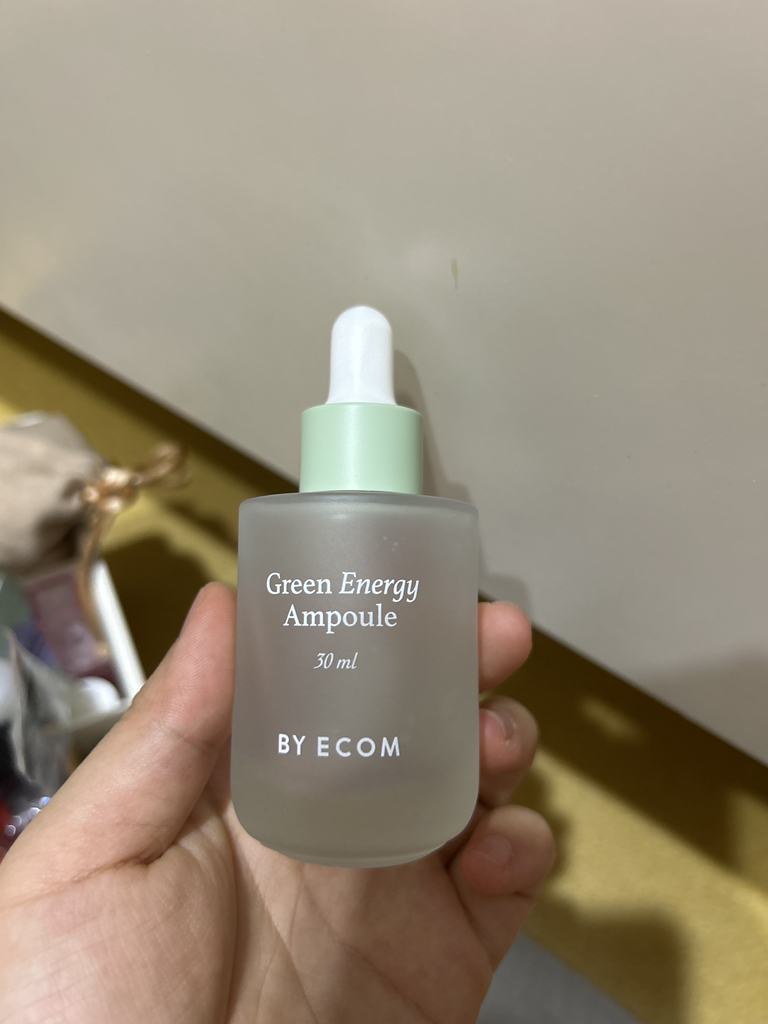 Green Energy
Ampoule
30 ml
BY ECOM